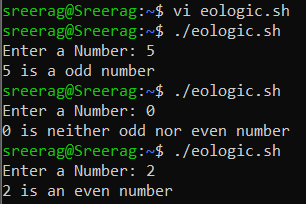 sreerag@Sreerag:~$ vi eologic.sh
sreerag@Sreerag:~$ ./eologic.sh
Enter a Number: 5
5 is a odd number
sreerag@Sreerag:~$ ./eologic.sh
Enter a Number: 0
0 is neither odd nor even number
sreerag@Sreerag:~$ ./eologic.sh
Enter a Number: 2
2 is an even number